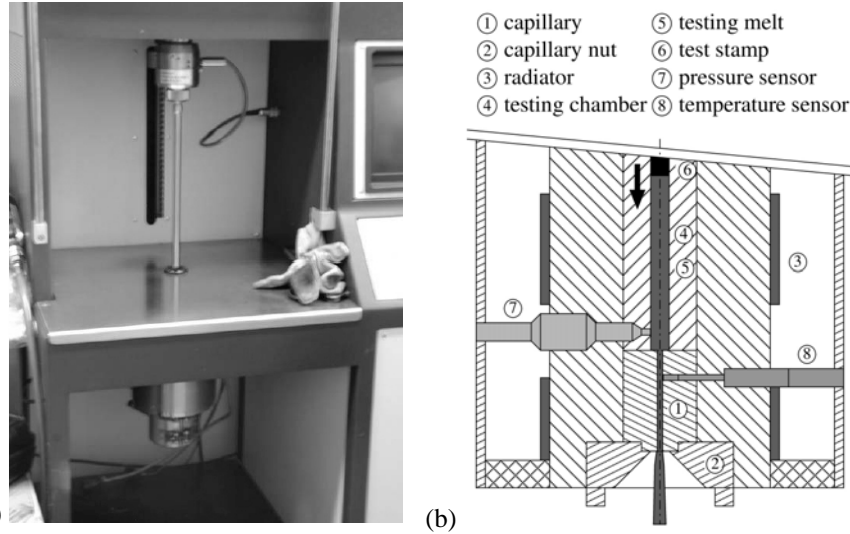 ① capillary ⑤ testing melt
② capillary nut ⑥ test stamp
③ radiator ⑦ pressure sensor
④ testing chamber ⑧ temperature sensor
⑥
④
⑤
③
⑦
⑧
①
②
(b)